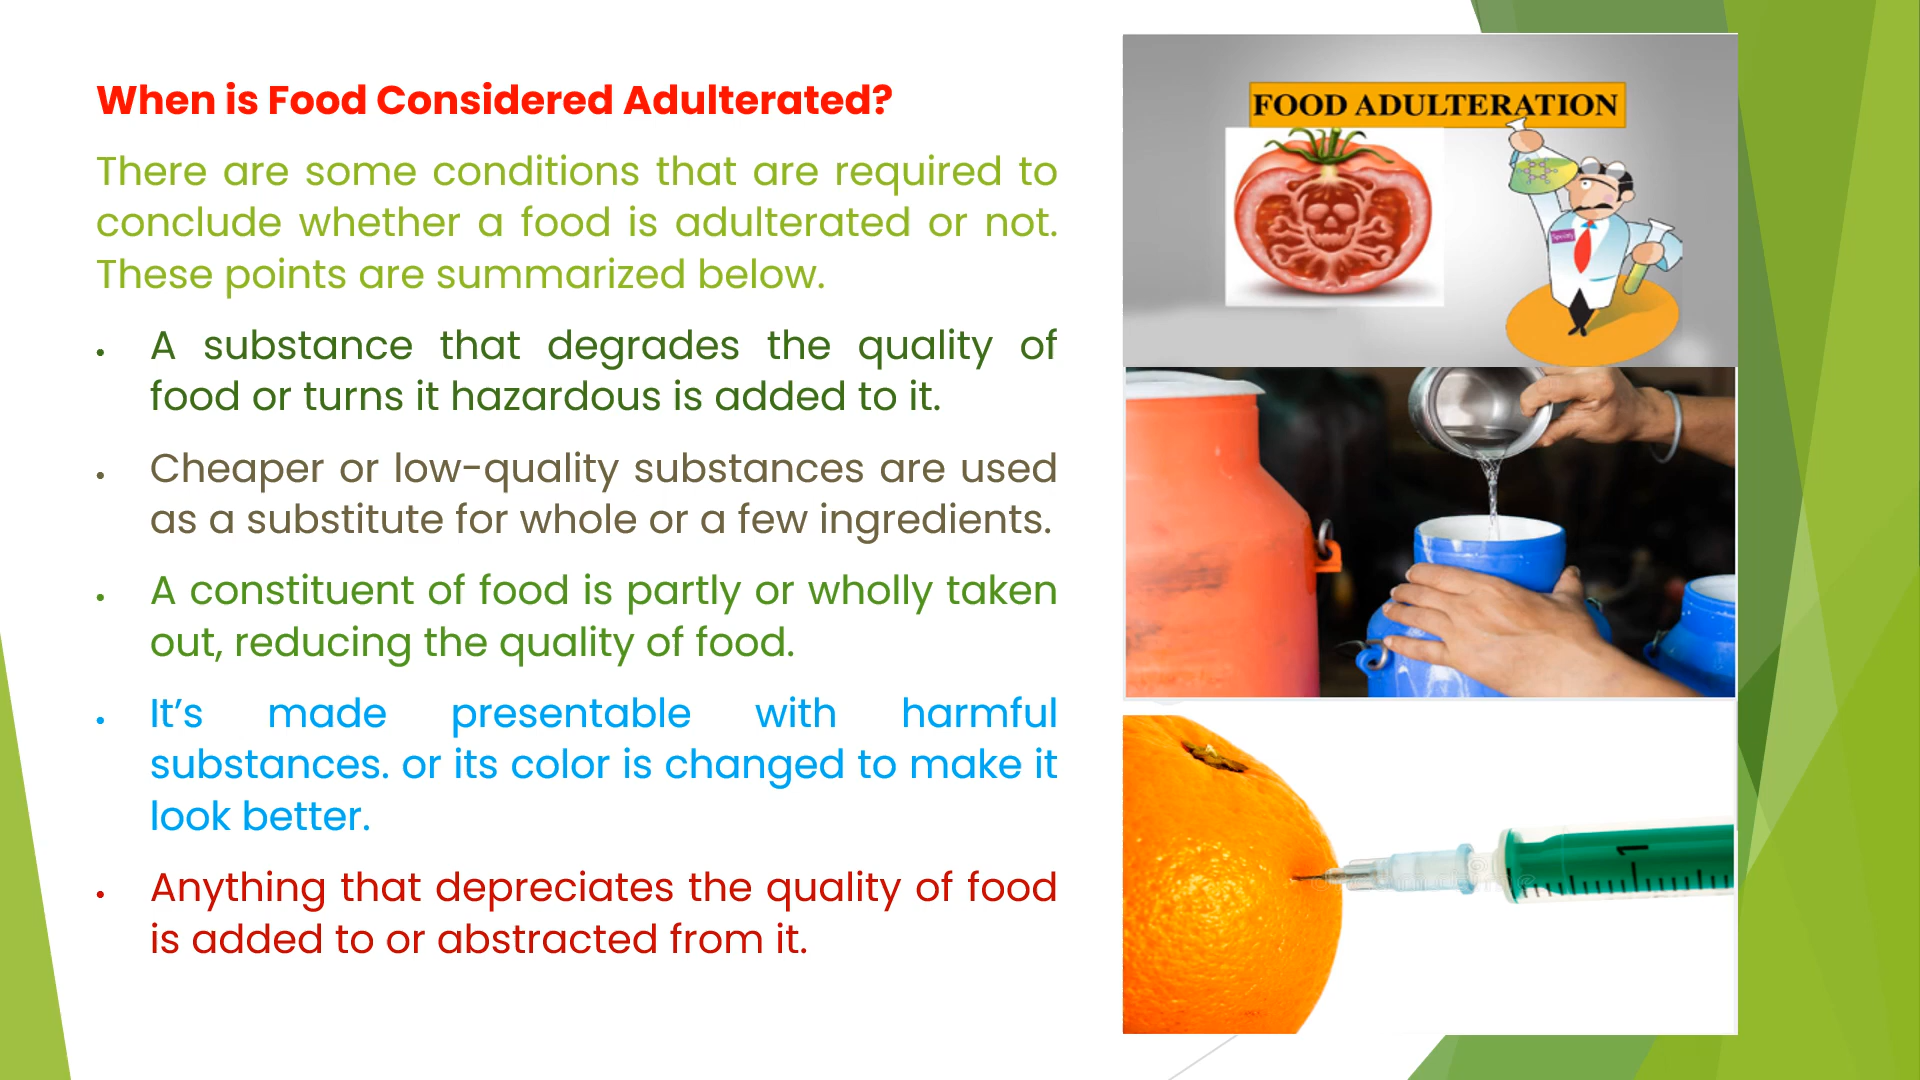 When is Food Considered Adulterated?
There are some conditions that are required to
conclude whether a food is adulterated or not.
These points are summarized below.
• A substance that degrades the quality of
food or turns it hazardous is added to it.
• Cheaper or low-quality substances are used
as a substitute for whole or a few ingredients.
• A constituent of food is partly or wholly taken
out, reducing the quality of food.
• It’s made presentable with harmful
substances. or its color is changed to make it
look better.
• Anything that depreciates the quality of food
is added to or abstracted from it.
FOOD ADULTERATION
1